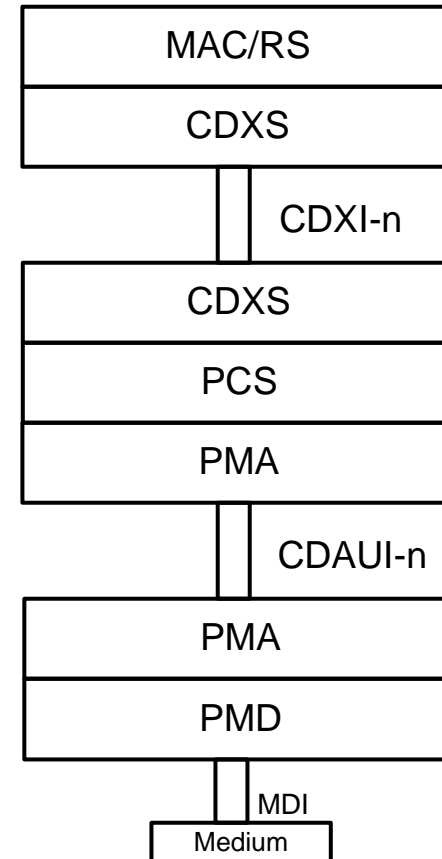 MAC/RS
CDXS
CDXI-n
CDXS
PCS
PMA
CDAUI-n
PMA
PMD
MDI
Medium